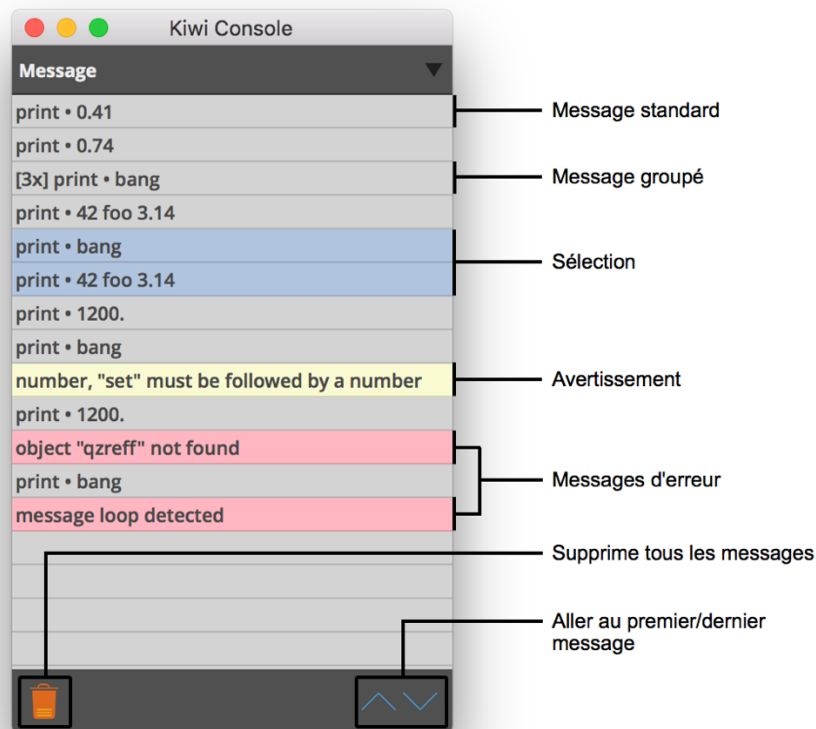 Kiwi Console
Message
print • 0.41
Message standard
print • 0.74
[3x] print • bang
Message groupé
print • 42 foo 3.14
print • bang
Sélection
print • 42 foo 3.14
print • 1200.
print • bang
number, "set" must be followed by a number
Avertissement
print • 1200.
object "qzreff" not found
print • bang
Messages d'erreur
message loop detected
Supprime tous les messages
Aller au premier/dernier
message